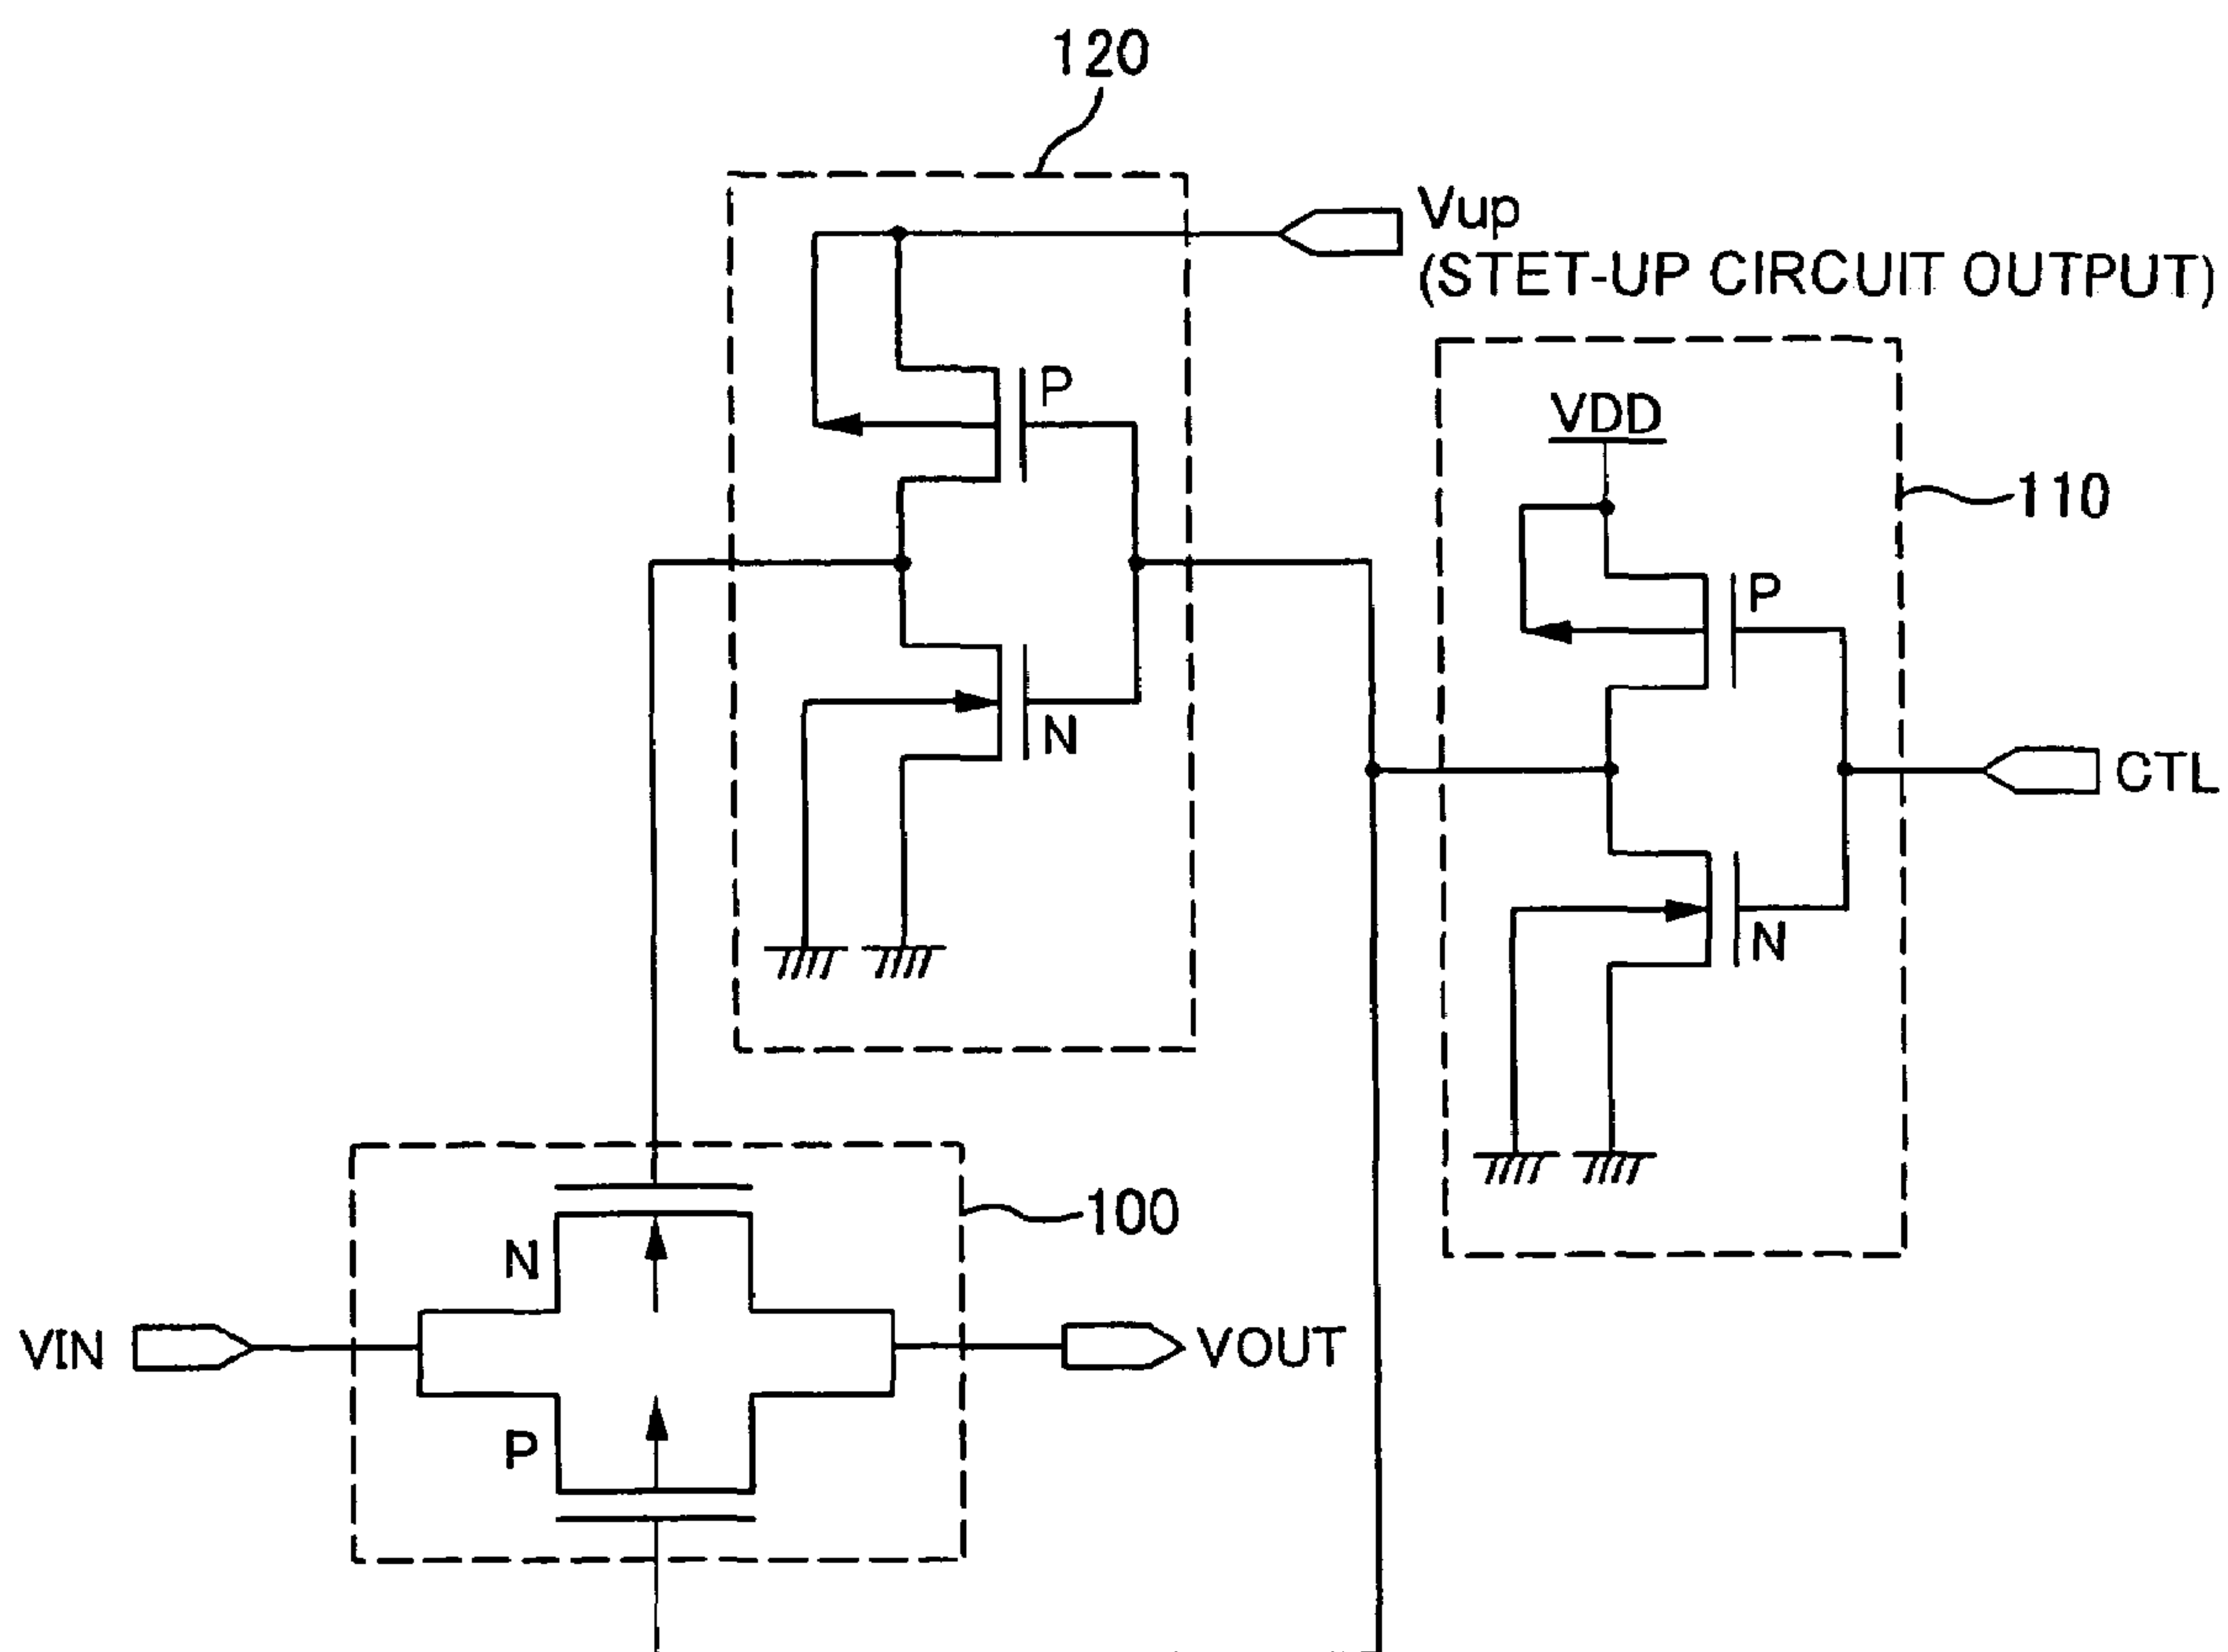 120
Vup
(STET-UP CIRCUIT OUTPUT)
P
VDD
110
P
N
CTL
N
100
N
VIN
VOUT
P